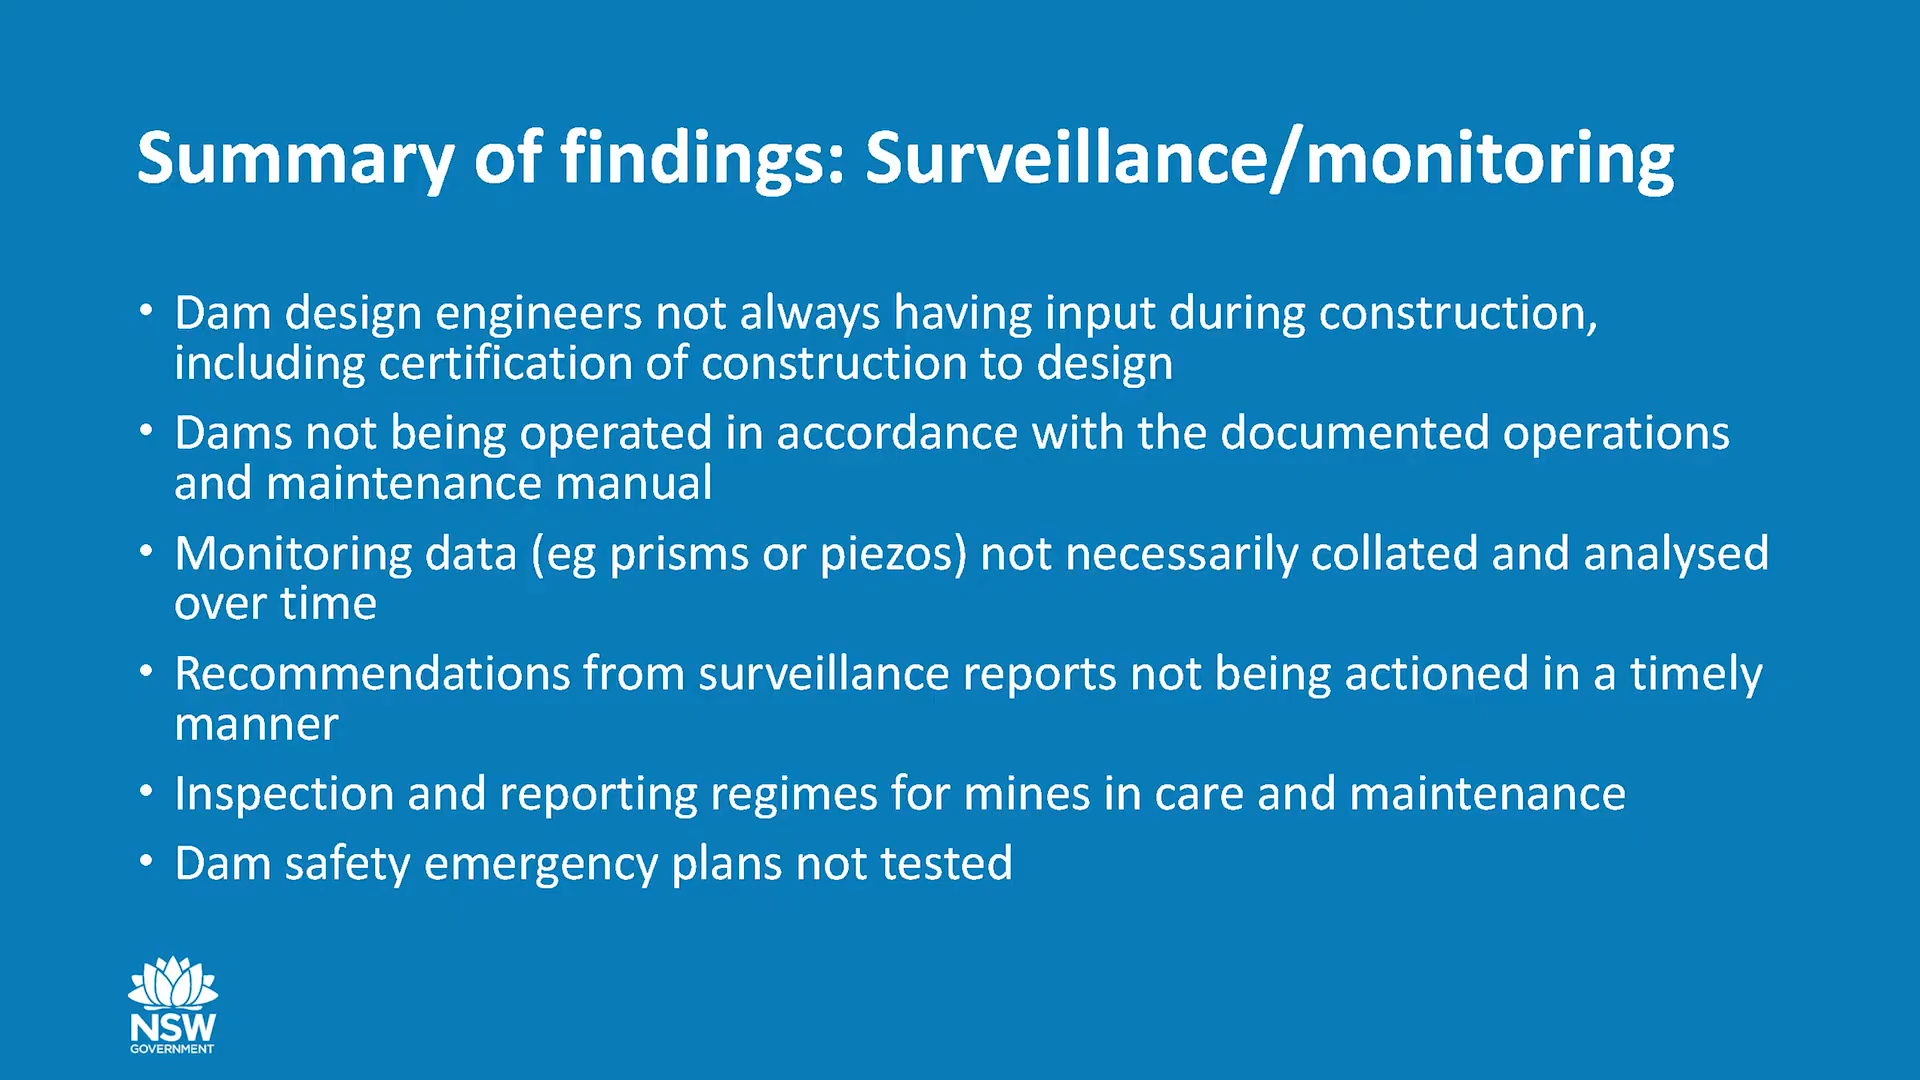 Summary of findings: Surveillance/monitoring
• Dam design engineers not always having input during construction,
including certification of construction to design
• Dams not being operated in accordance with the documented operations
and maintenance manual
• Monitoring data (eg prisms or piezos) not necessarily collated and analysed
over time
• Recommendations from surveillance reports not being actioned in a timely
manner
• Inspection and reporting regimes for mines in care and maintenance
• Dam safety emergency plans not tested
NSW
GOVERNMENT